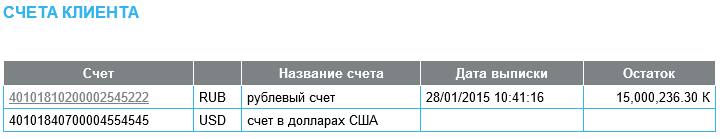 СЧЕТА КЛИЕНТА
Счет Название счета Дата выписки Остаток
40101810200002545222 RUB рублевый счет 28/01/2015 10:41:16 15,000,236.30 К
40101840700004554545 USD счет в долларах США